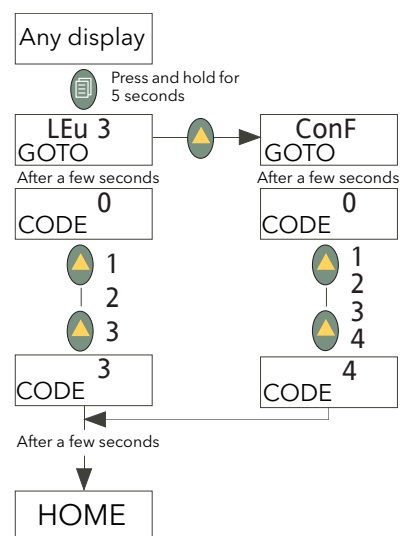 Any display
Press and hold for
5 seconds
LEu 3
GOTO
ConF
GOTO
After a few seconds
After a few seconds
0
CODE
0
CODE
1
2
3
1
2
3
4
3
CODE
4
CODE
After a few seconds
HOME